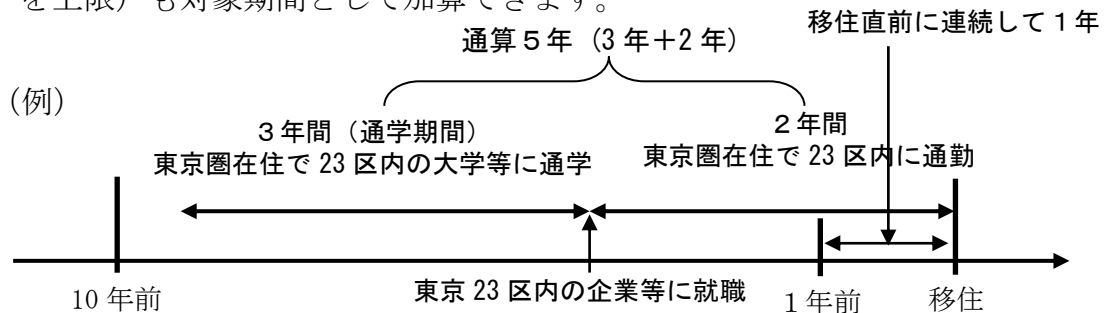 を上限）も対象期間として加算できます。
移住直前に連続して１年
通算５年（3 年＋2 年）
（例）
３年間（通学期間）
東京圏在住で 23 区内の大学等に通学
２年間
東京圏在住で 23 区内に通勤
10 年前
東京 23 区内の企業等に就職
１年前
移住